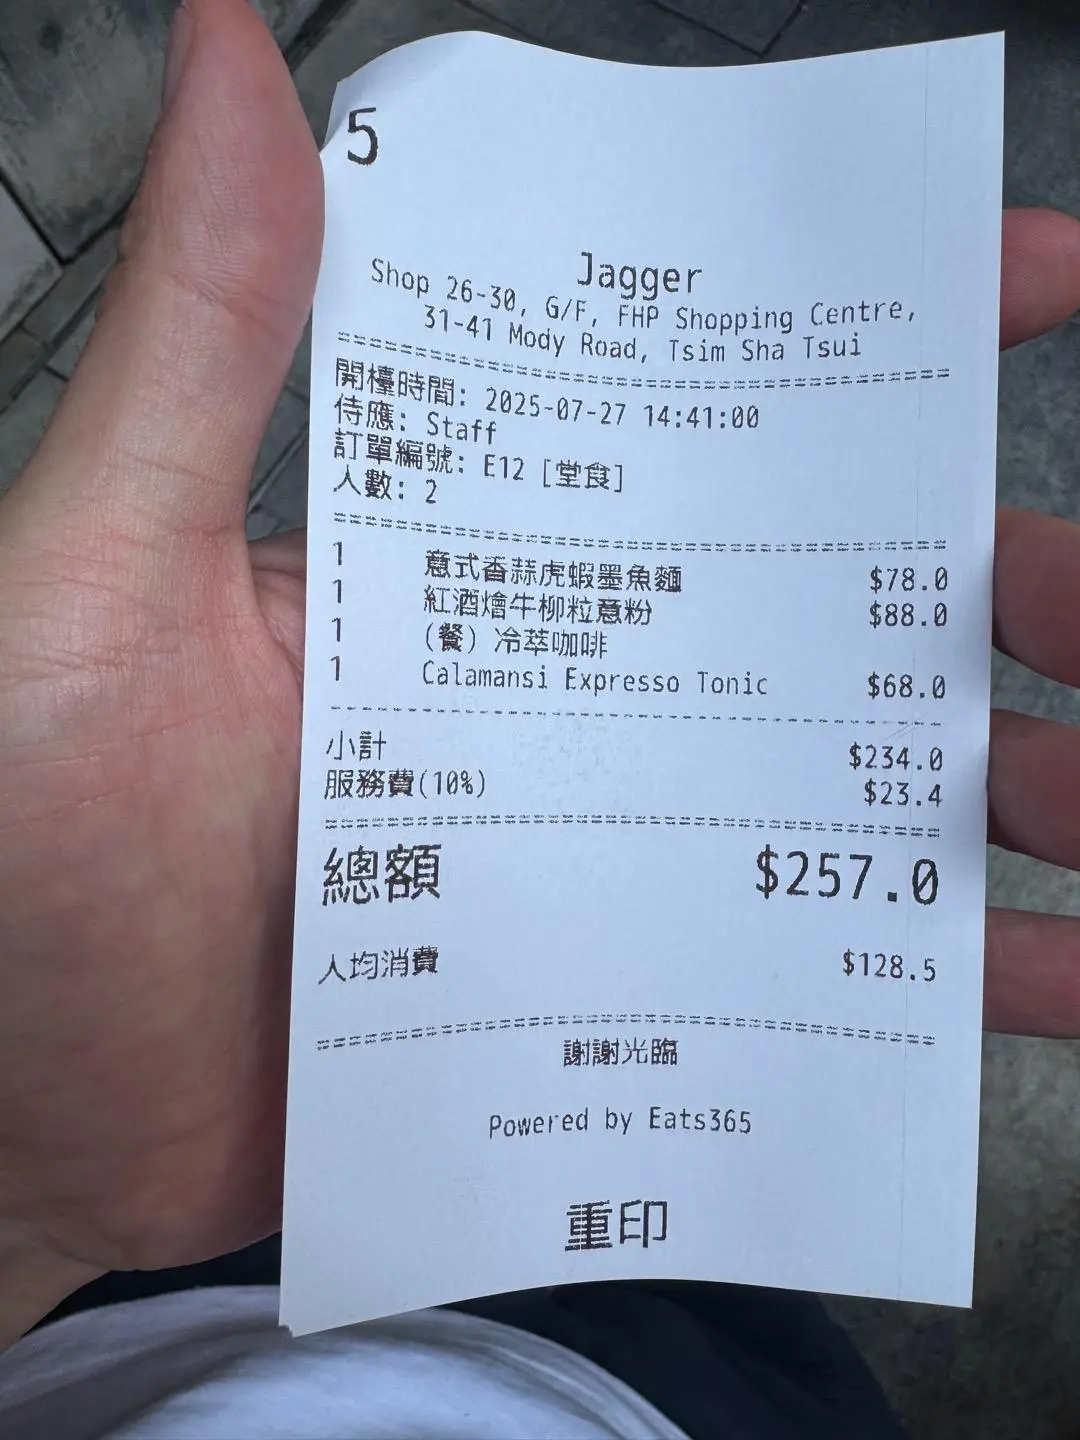 5
Jagger
Shop 26-30, G/F, FHP Shopping Centre,
31-41 Mody Road, Tsim Sha Tsui
開檯時間: 2025-07-27 14:41:00
侍應: Staff
訂單編號: E12 [堂食]
人數: 2
1 意式香蒜虎蝦墨魚麵 $78.0
1 紅酒燴牛柳粒意粉 $88.0
1 (餐) 冷萃咖啡
1 Calamansi Expresso Tonic $68.0
小計 $234.0
服務費(10%) $23.4
總額 $257.0
人均消費 $128.5
謝謝光臨
Powered by Eats365
重印